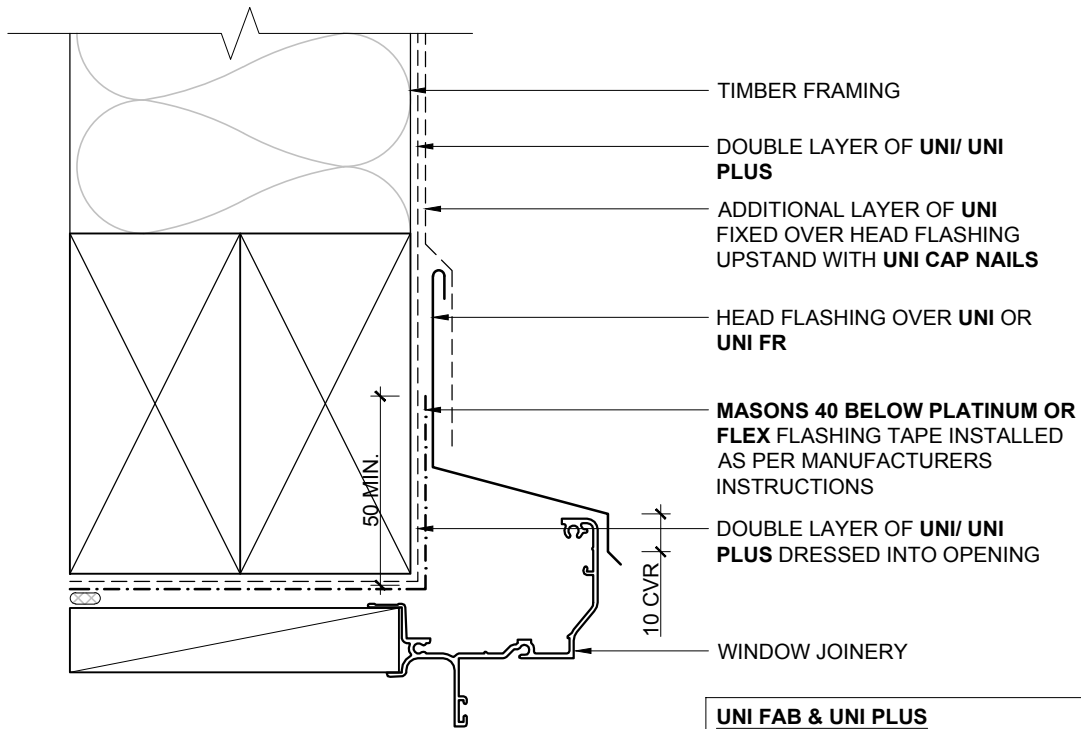 TIMBER FRAMING
DOUBLE LAYER OF UNI/ UNI
PLUS
ADDITIONAL LAYER OF UNI
FIXED OVER HEAD FLASHING
UPSTAND WITH UNI CAP NAILS
HEAD FLASHING OVER UNI OR
UNI FR
MASONS 40 BELOW PLATINUM OR
FLEX FLASHING TAPE INSTALLED
AS PER MANUFACTURERS
INSTRUCTIONS
50 MIN.
DOUBLE LAYER OF UNI/ UNI
PLUS DRESSED INTO OPENING
10 CVR
WINDOW JOINERY
UNI FAB & UNI PLUS